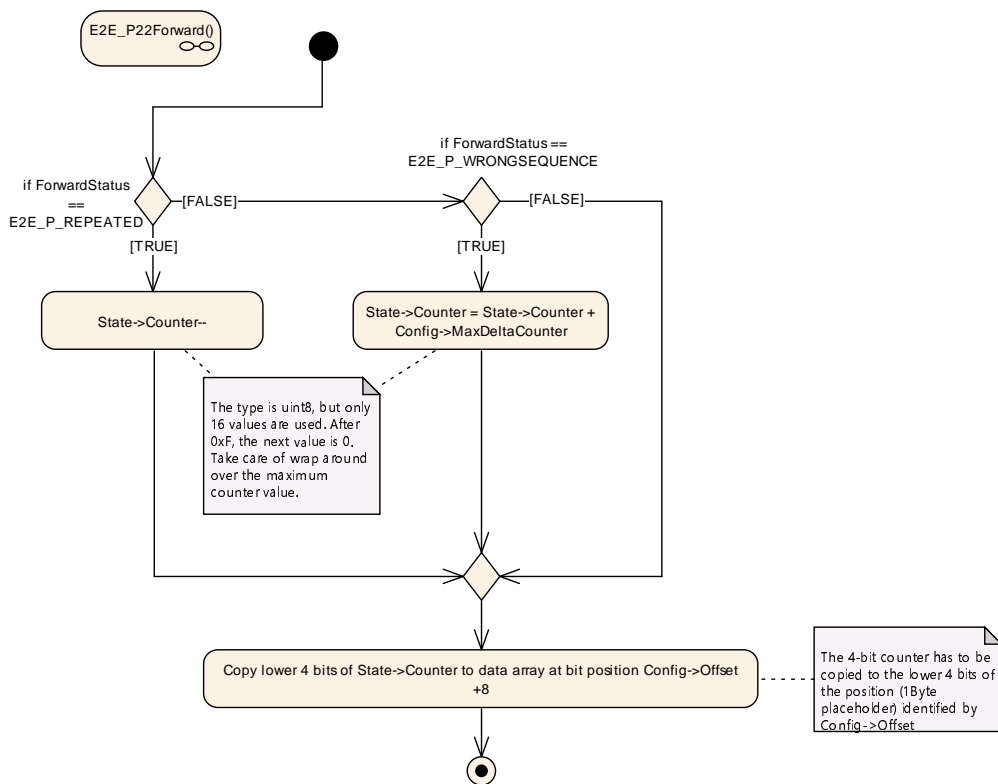 E2E_P22Forward()
if ForwardStatus ==
E2E_P_WRONGSEQUENCE
if ForwardStatus
==
E2E_P_REPEATED
[FALSE]
[FALSE]
[TRUE]
[TRUE]
State->Counter--
State->Counter = State->Counter +
Config->MaxDeltaCounter
The type is uint8, but only
16 values are used. After
0xF, the next value is 0.
Take care of wrap around
over the maximum
counter value.
Copy lower 4 bits of State->Counter to data array at bit position Config->Offset
+8
The 4-bit counter has to be
copied to the lower 4 bits of
the position (1Byte
placeholder) identified by
Config->Offset